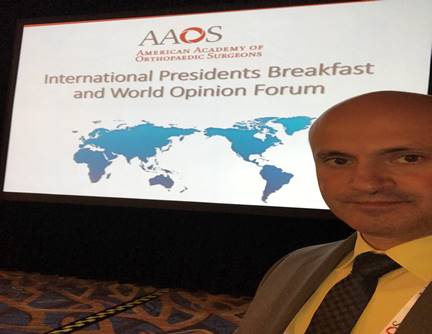 AAOS
AMERICAN ACADEMY OF
ORTHOPAEDIC SURGEONS
International Presidents Breakfast
and World Opinion Forum